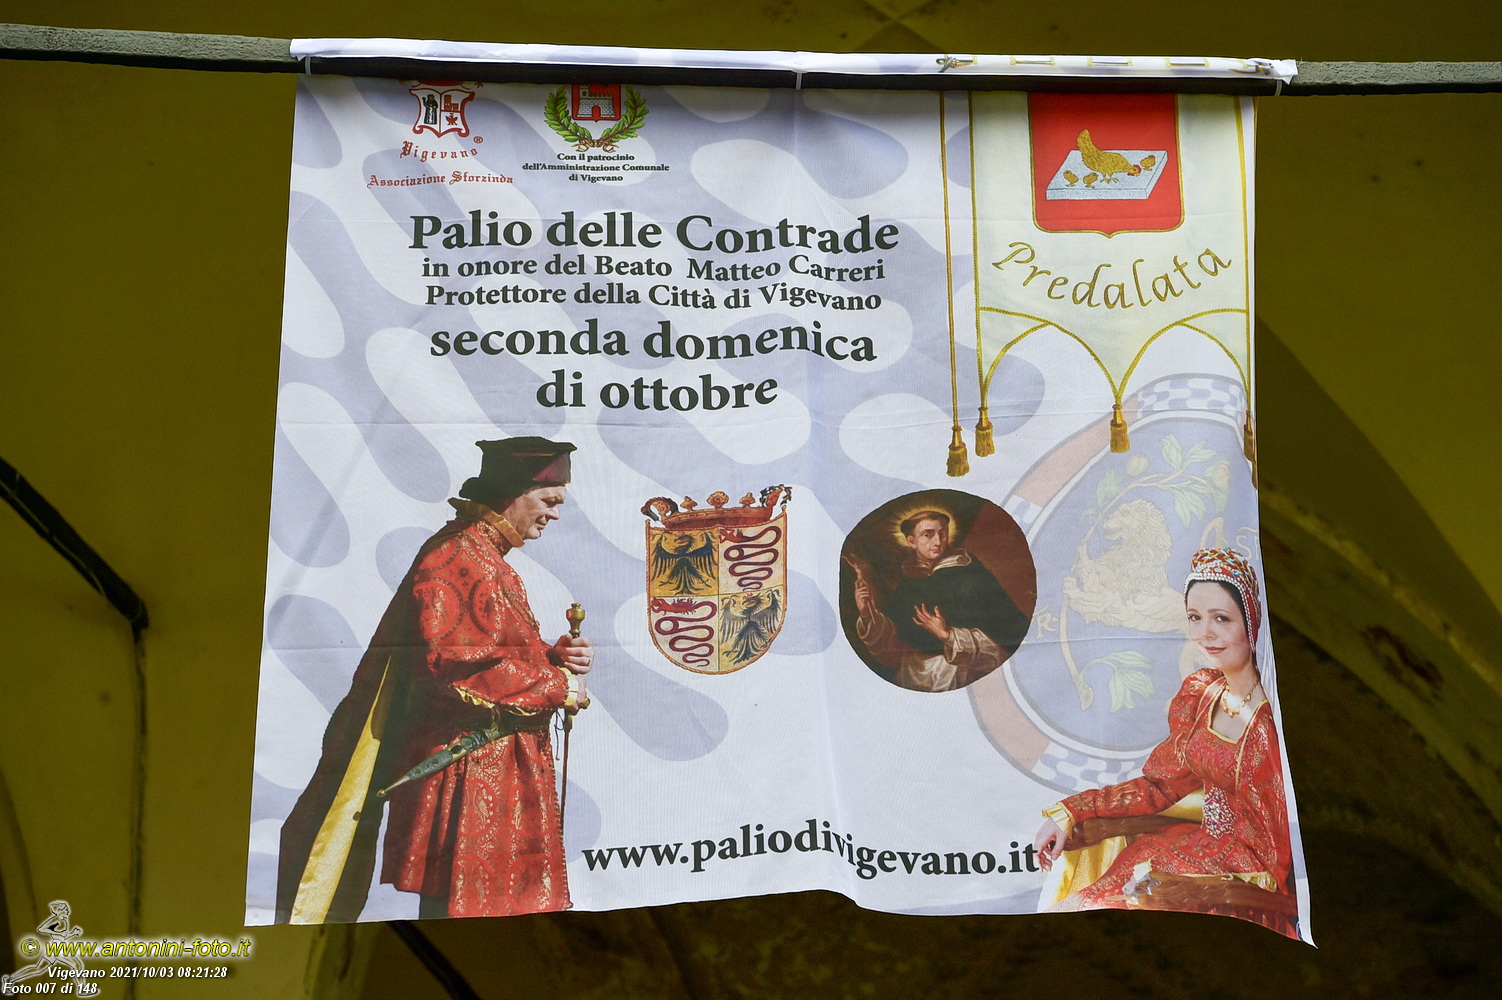 Vigevano ®
Associazione Sforzinda
Con il patrocinio
dell'Amministrazione Comunale
di Vigevano
Palio delle Contrade
in onore del Beato Matteo Carreri
Protettore della Città di Vigevano
seconda domenica
di ottobre
Predalata
www.paliodivigevano.it
© www.antonini-foto.it
Vigevano 2021/10/03 08:21:28
Foto 007 di 148